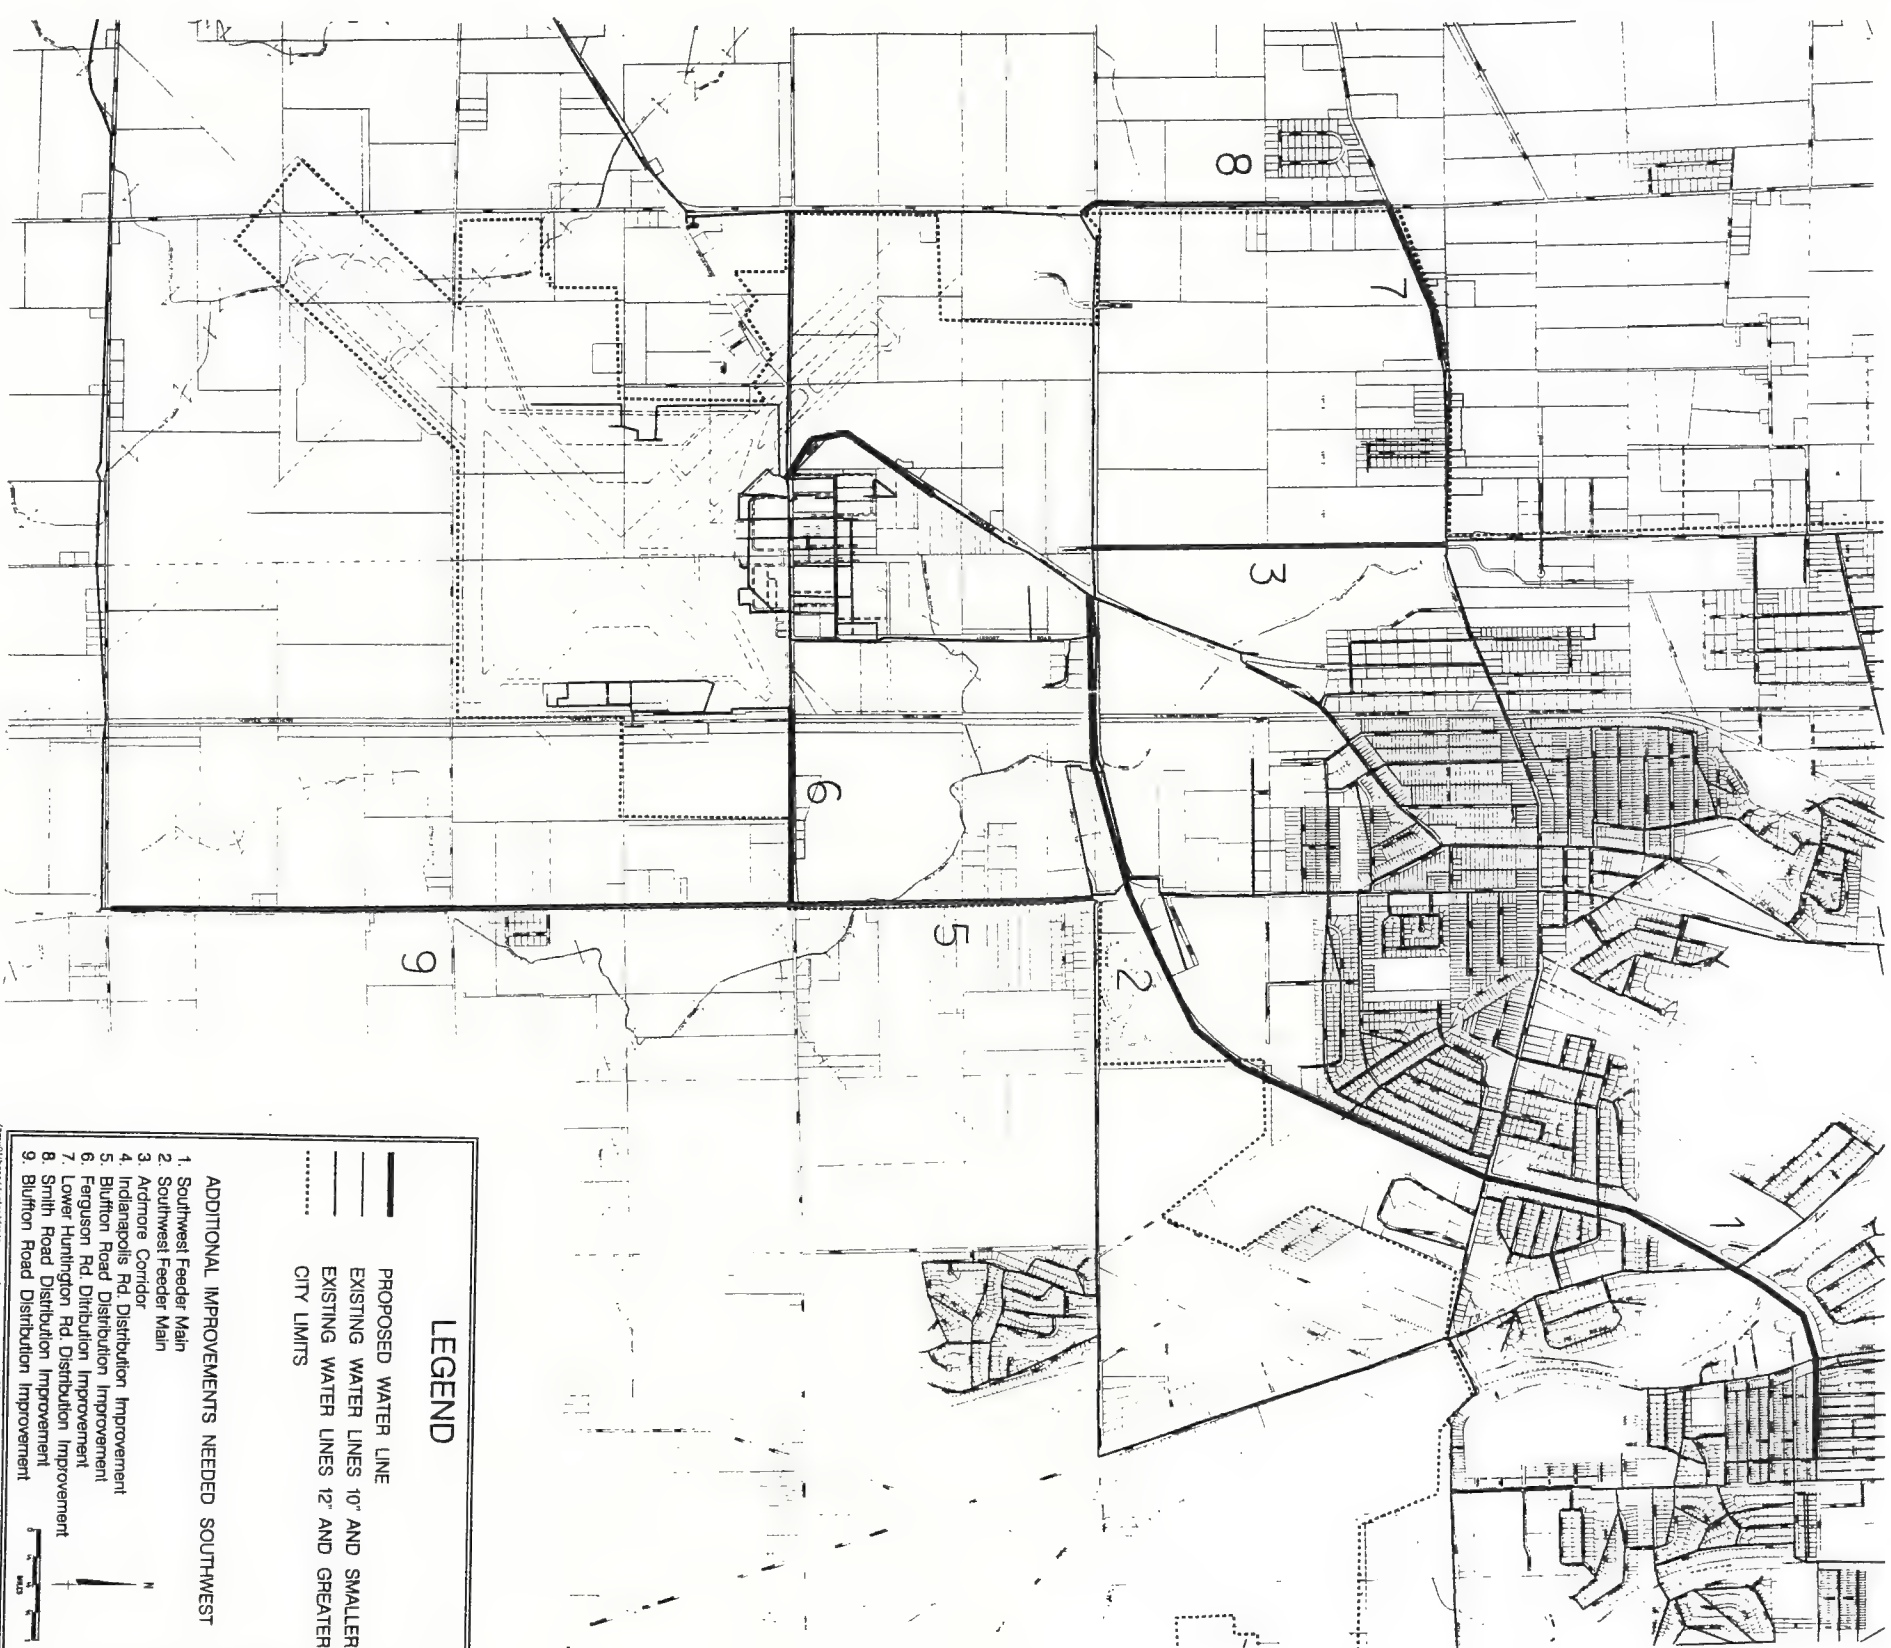 8
7
3
4
6
5
2
9
1
LEGEND
PROPOSED WATER LINE
EXISTING WATER LINES 10" AND SMALLER
EXISTING WATER LINES 12" AND GREATER
CITY LIMITS
ADDITIONAL IMPROVEMENTS NEEDED SOUTHWEST
1. Southwest Feeder Main
2. Southwest Feeder Main
3. Ardmore Corridor
4. Indianapolis Rd. Distribution Improvement
5. Bluffton Road Distribution Improvement
6. Ferguson Rd. Ditribution Improvement
7. Lower Huntington Rd. Distribution Improvement
8. Smith Road Distribution Improvement
9. Bluffton Road Distribution Improvement
N
MILES